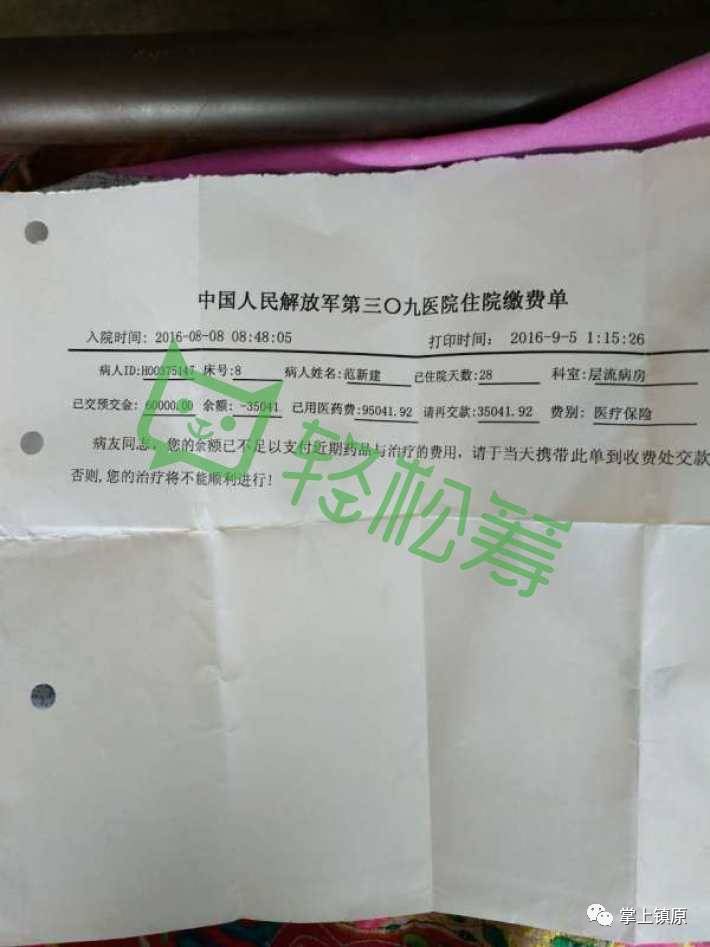 中国人民解放军第三〇九医院住院缴费单
入院时间: 2016-08-08 08:48:05 打印时间: 2016-9-5 1:15:26
病人ID:H00375147 床号:8 病人姓名:范新建 已住院天数:28 科室:层流病房
已交预交金: 60000.00 余额: -35041 已用医药费:95041.92 请再交款:35041.92 费别: 医疗保险
病友同志, 您的余额已不足以支付近期药品与治疗的费用, 请于当天携带此单到收费处交款
否则,您的治疗将不能顺利进行!
轻松筹
掌上镇原